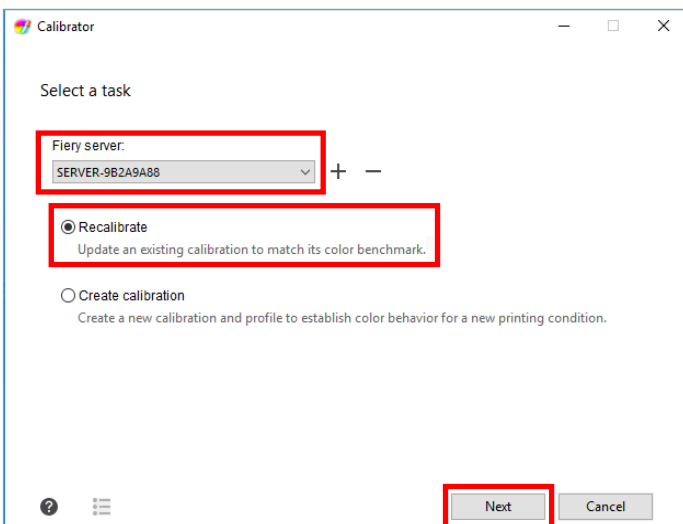 Calibrator
Select a task
Fiery server:
SERVER-9B2A9A88
Recalibrate
Update an existing calibration to match its color benchmark.
Create calibration
Create a new calibration and profile to establish color behavior for a new printing condition.
Next Cancel